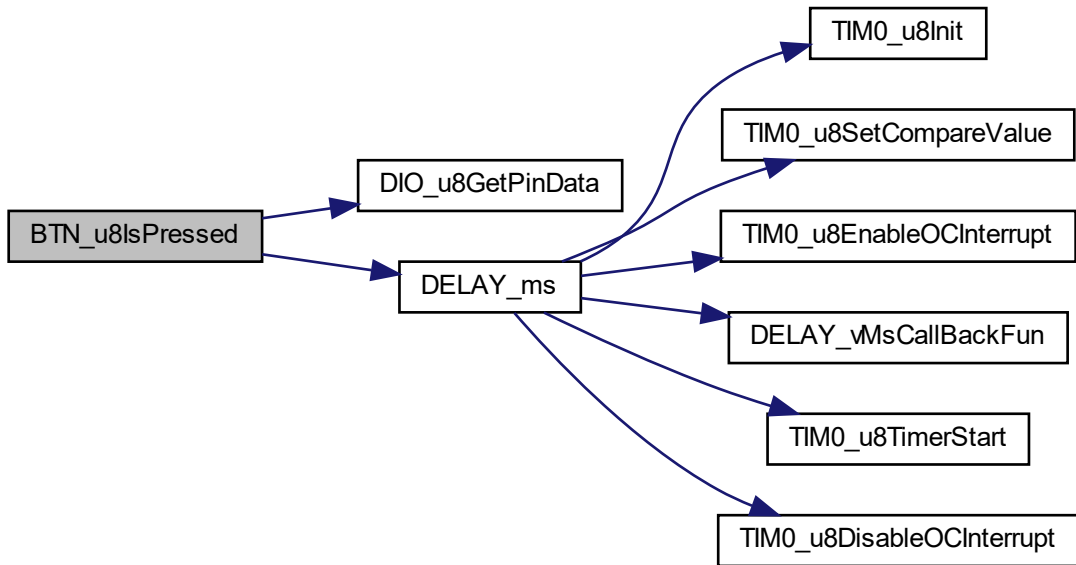 TIM0_u8Init
TIM0_u8SetCompareValue
DIO_u8GetPinData
BTN_u8IsPressed
TIM0_u8EnableOCInterrupt
DELAY_ms
DELAY_vMsCallBackFun
TIM0_u8TimerStart
TIM0_u8DisableOCInterrupt